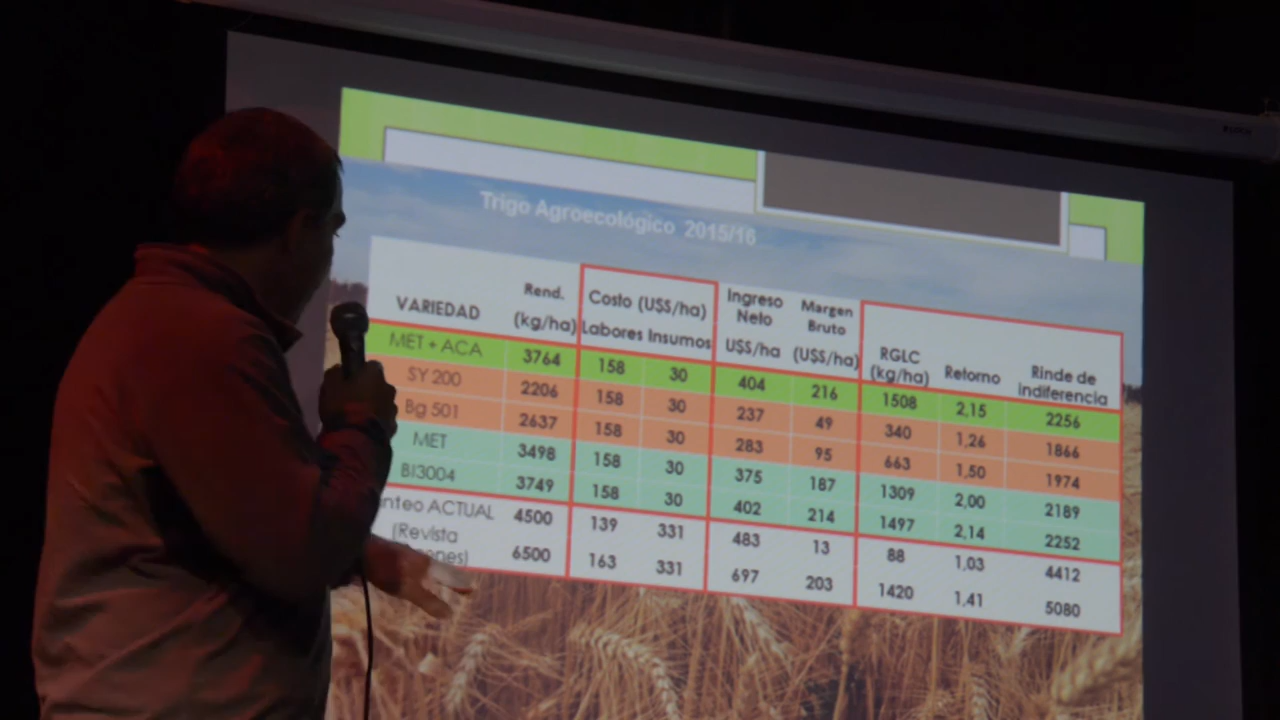 Trigo Agroecológico 2015/16
VARIEDAD Rend. (kg/ha) Costo (US$/ha) Labores Insumos Ingreso Neto US$/ha Margen Bruto (US$/ha) RGLC (kg/ha) Retorno Rinde de Indiferencia
MET + ACA 3764 158 30 404 216 1508 2,15 2256
SY 200 2206 158 30 237 49 340 1,26 1866
Bg 501 2637 158 30 283 95 663 1,50 1974
MET 3498 158 30 375 187 1309 2,00 2189
BI3004 3749 158 30 402 214 1497 2,14 2252
nteo ACTUAL 4500 139 331 483 13 88 1,03 4412
(Revista 6500 163 331 697 203 1420 1,41 5080